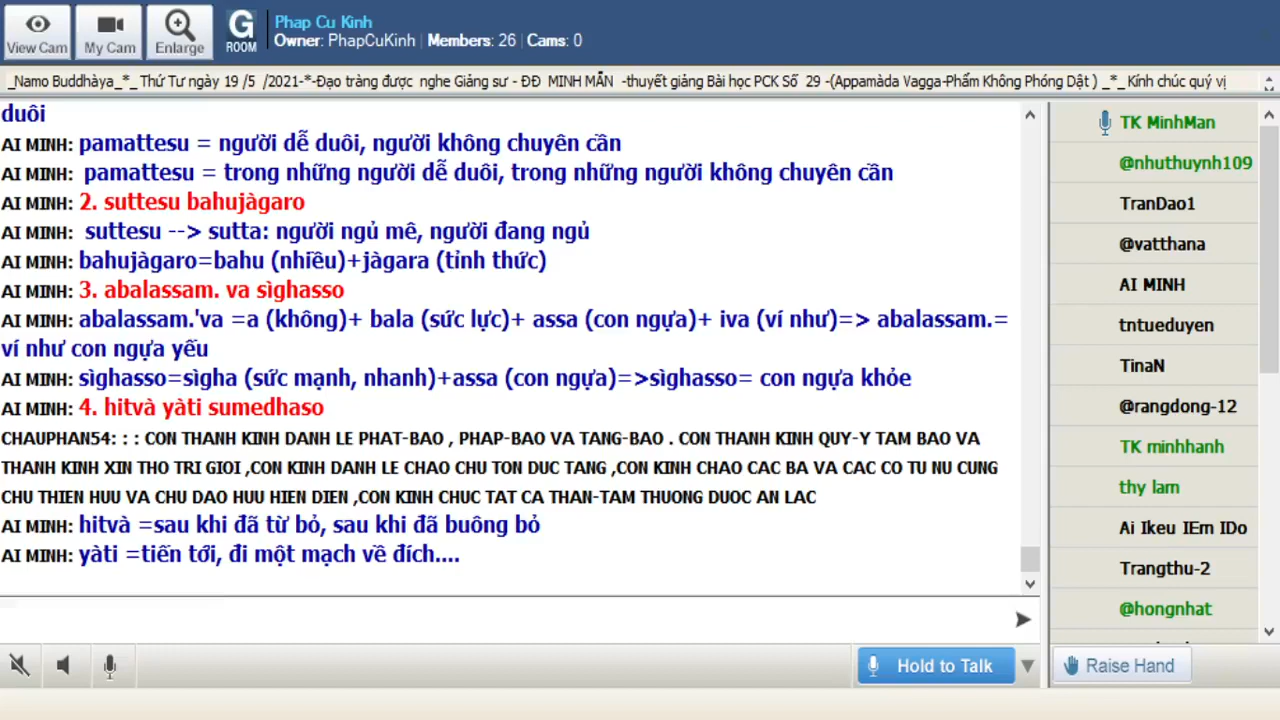 View Cam
My Cam
Enlarge
G
ROOM
Phap Cu Kinh
Owner: PhapCuKinh | Members: 26 | Cams: 0
_Namo Buddhàya_*_ Thứ Tư ngày 19 /5 /2021-*-Đạo tràng được nghe Giảng sư - ĐĐ MINH MẪN -thuyết giảng Bài học PCK Số 29 -(Appamàda Vagga-Phẩm Không Phóng Dật ) _*_ Kính chúc quý vị
duôi
AI MINH: pamattesu = người dễ duôi, người không chuyên cần
AI MINH: pamattesu = trong những người dễ duôi, trong những người không chuyên cần
AI MINH: 2. suttesu bahujàgaro
AI MINH: suttesu --> sutta: người ngủ mê, người đang ngủ
AI MINH: bahujàgaro=bahu (nhiều)+jàgara (tỉnh thức)
AI MINH: 3. abalassam. va sìghasso
AI MINH: abalassam.'va =a (không)+ bala (sức lực)+ assa (con ngựa)+ iva (ví như)=> abalassam.=
ví như con ngựa yếu
AI MINH: sìghasso=sìgha (sức mạnh, nhanh)+assa (con ngựa)=>sìghasso= con ngựa khỏe
AI MINH: 4. hitvà yàti sumedhaso
CHAUPHAN54: : : CON THANH KINH DANH LE PHAT-BAO , PHAP-BAO VA TANG-BAO . CON THANH KINH QUY-Y TAM BAO VA
THANH KINH XIN THO TRI GIOI ,CON KINH DANH LE CHAO CHU TON DUC TANG ,CON KINH CHAO CAC BA VA CAC CO TU NU CUNG
CHU THIEN HUU VA CHU DAO HUU HIEN DIEN ,CON KINH CHUC TAT CA THAN-TAM THUONG DUOC AN LAC
AI MINH: hitvà =sau khi đã từ bỏ, sau khi đã buông bỏ
AI MINH: yàti =tiến tới, đi một mạch về đích....
TK MinhMan
@nhuthuynh109
TranDao1
@vatthana
AI MINH
tntueduyen
TinaN
@rangdong-12
TK minhhanh
thy lam
Ai Ikeu IEm IDo
Trangthu-2
@hongnhat
Hold to Talk
Raise Hand